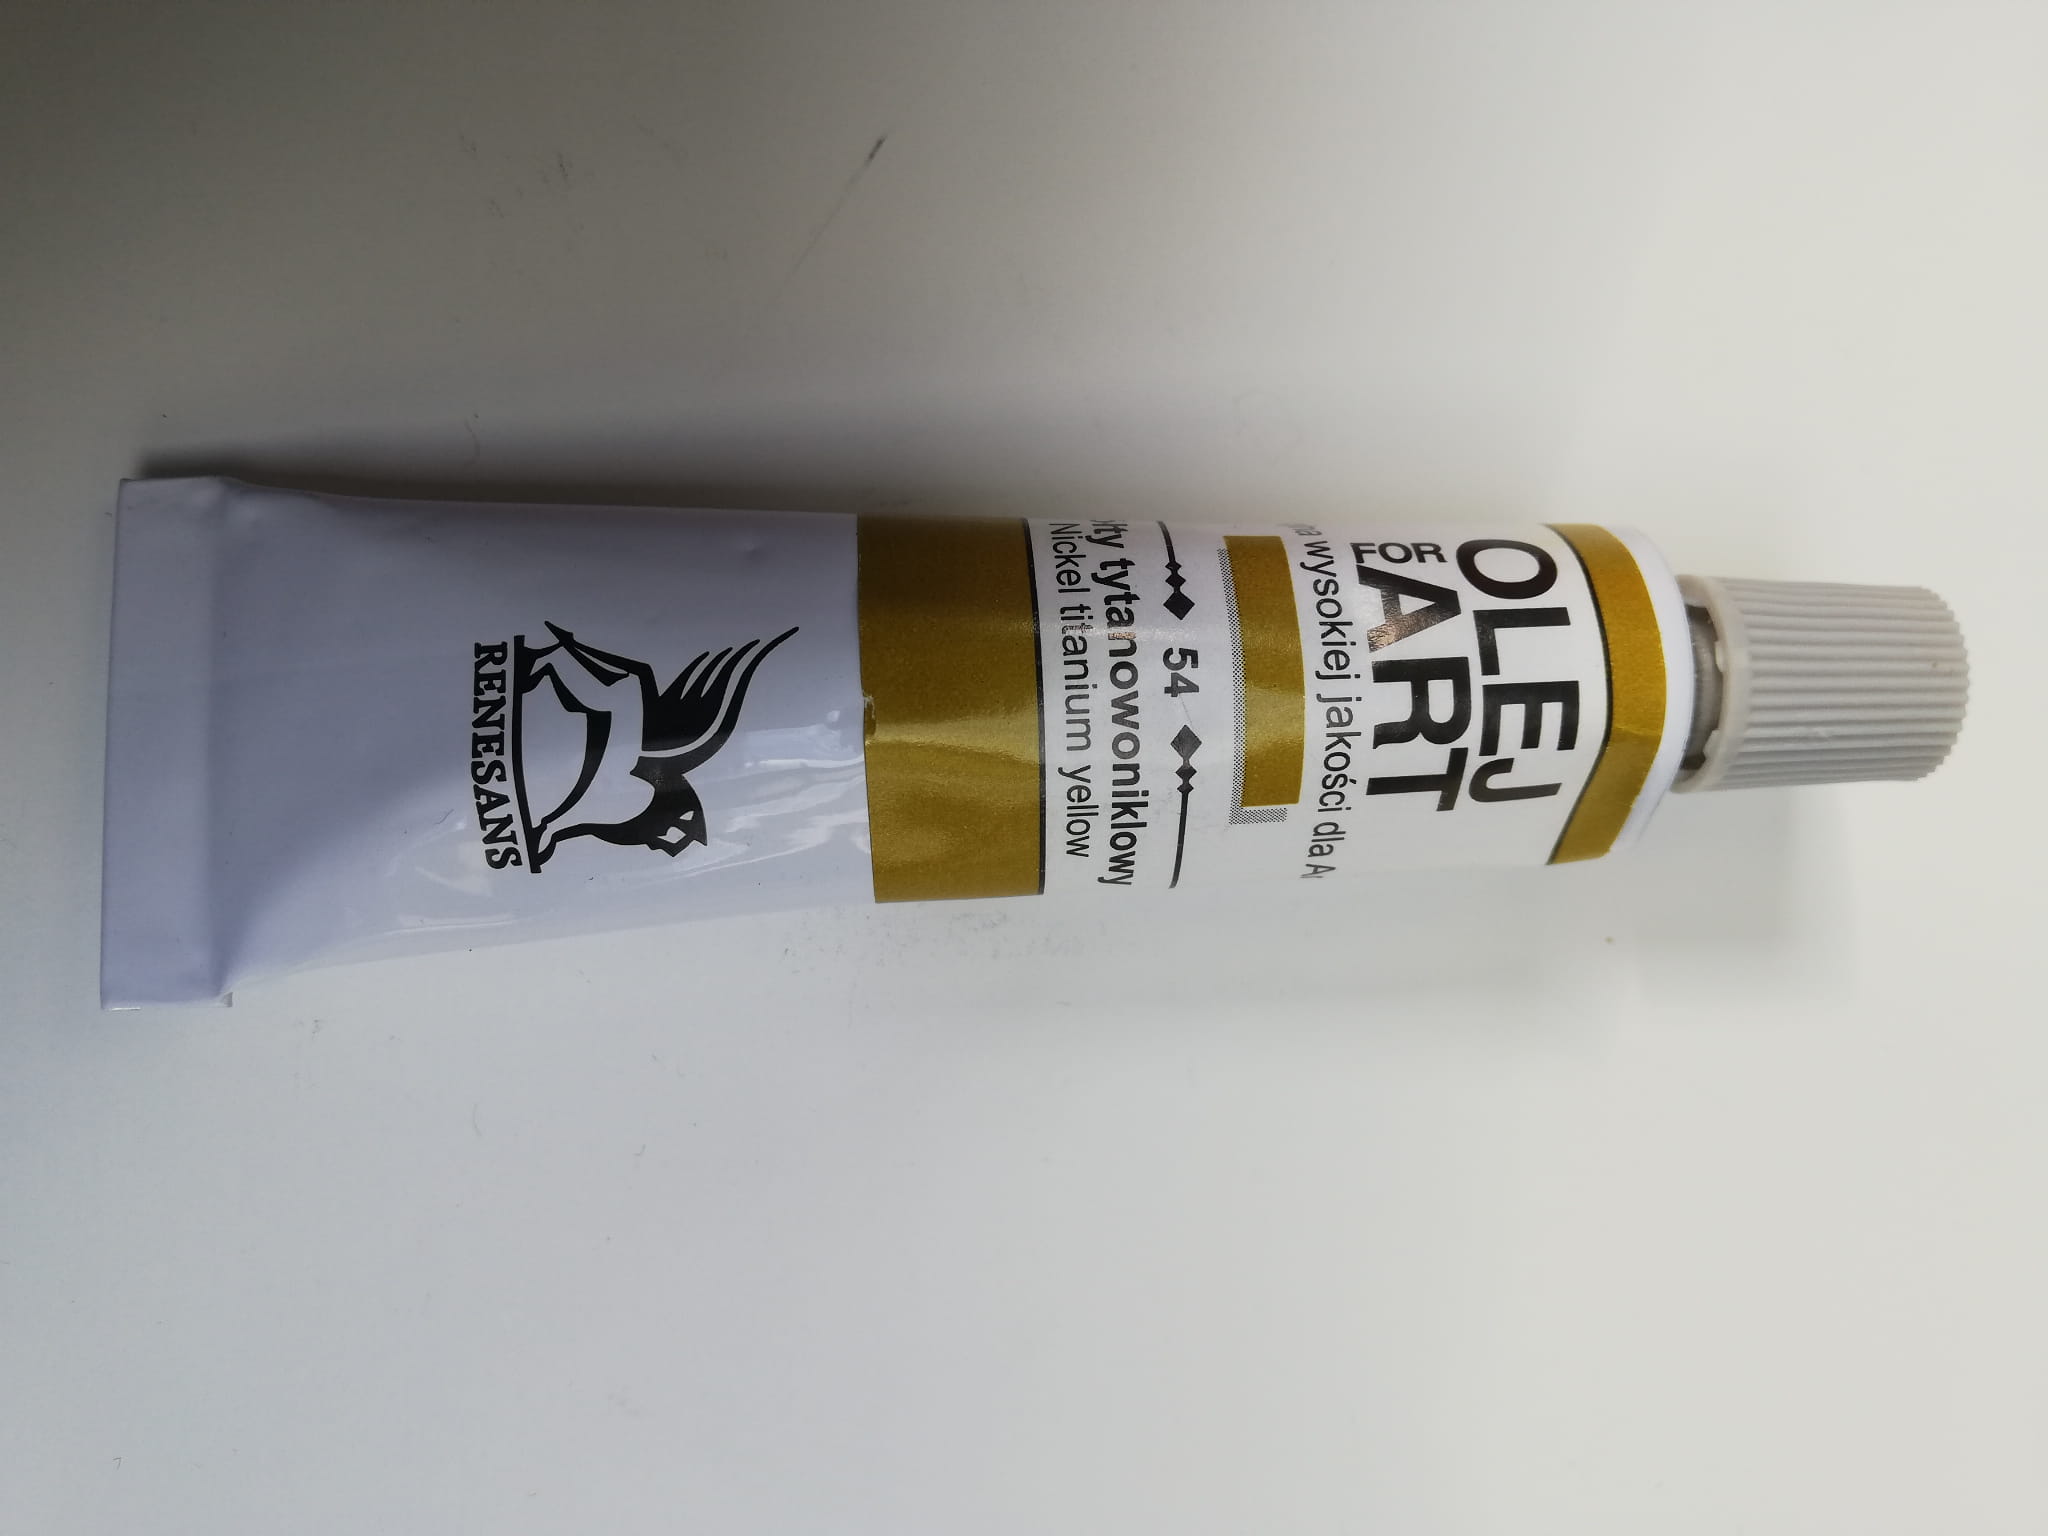 OLEJ
FOR
ART
wysokiej jakości dla
54
tytanowoniklowy
Nickel titanium yellow
RENESANS